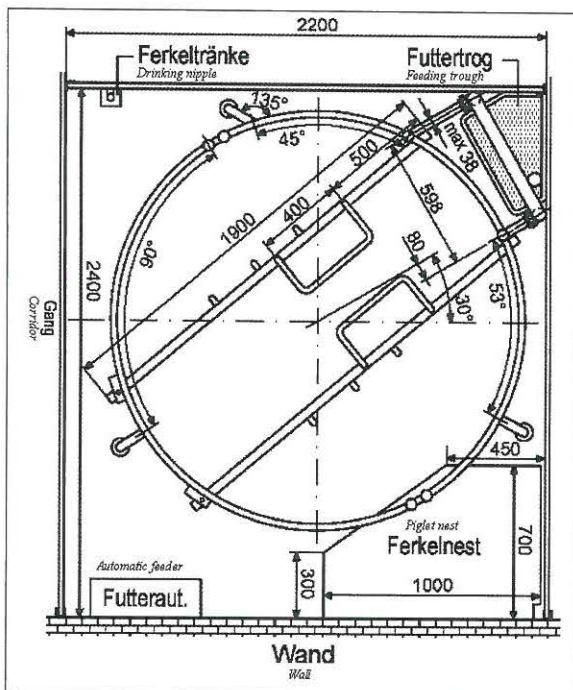 2200
Ferkeltränke
Drinking nipple
Futtertrog
Feeding trough
135°
45°
max 38
500
598
400
1900
80
90°
2400
53°
30°
Gang
Corridor
450
Piglet nest
Ferkelnest
700
Automatic feeder
Futteraut.
300
1000
Wand
Wall